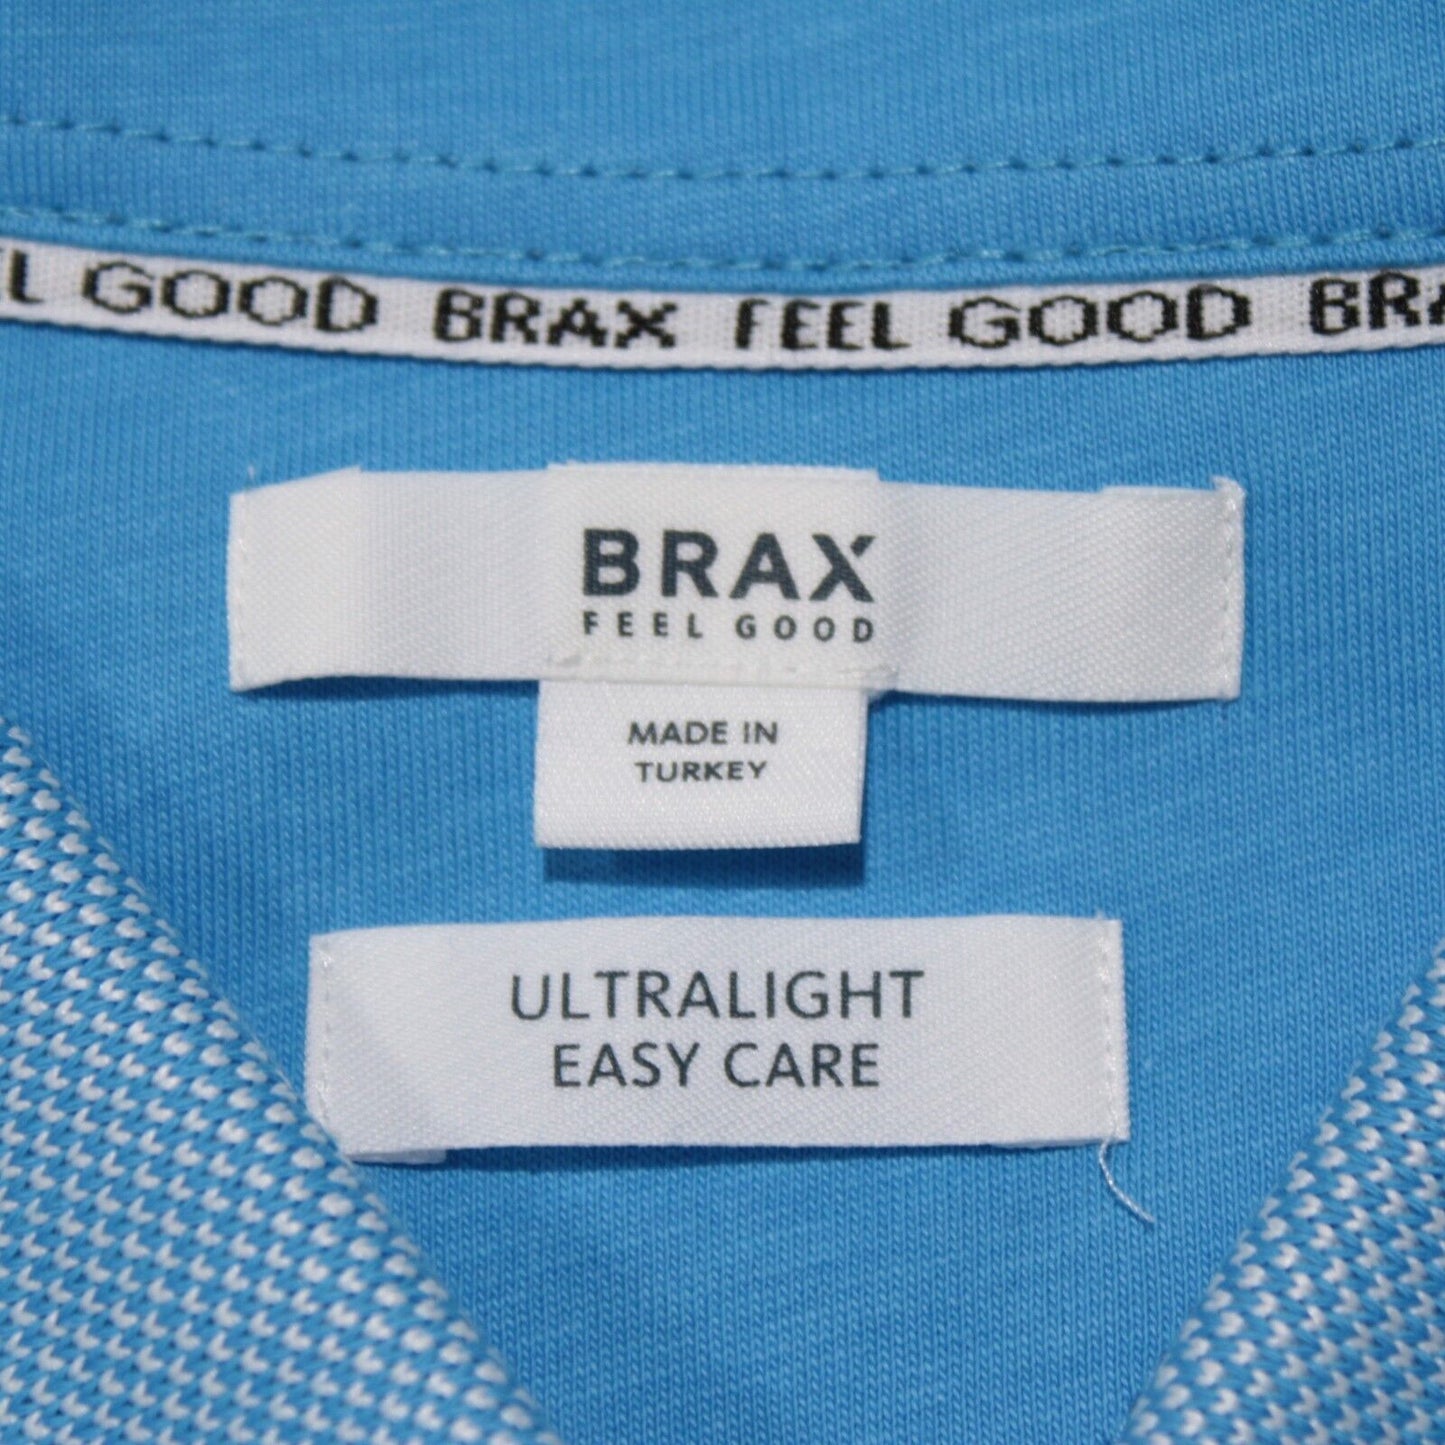 EL GOOD BRAX FEEL GOOD BRA
BRAX
FEEL GOOD
MADE IN
TURKEY
ULTRALIGHT
EASY CARE